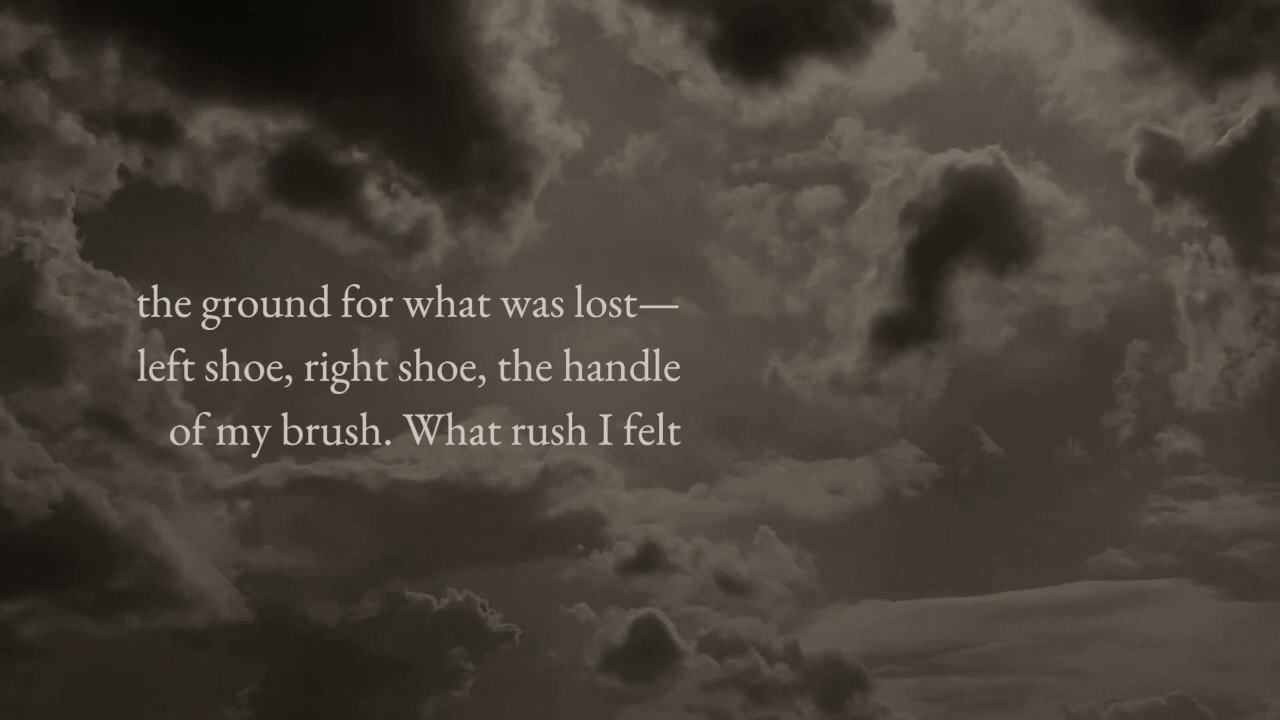 the ground for what was lost—
left shoe, right shoe, the handle
of my brush. What rush I felt